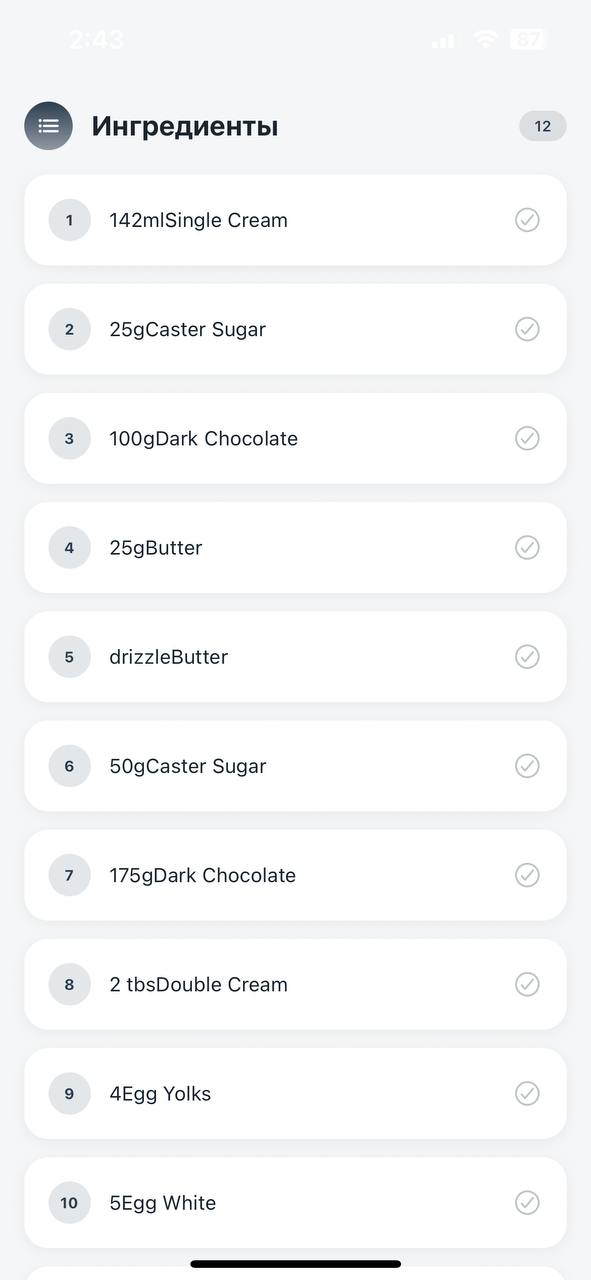 2:43
87
Ингредиенты
12
1
142mlSingle Cream
2
25gCaster Sugar
3
100gDark Chocolate
4
25gButter
5
drizzleButter
6
50gCaster Sugar
7
175gDark Chocolate
8
2 tbsDouble Cream
9
4Egg Yolks
10
5Egg White